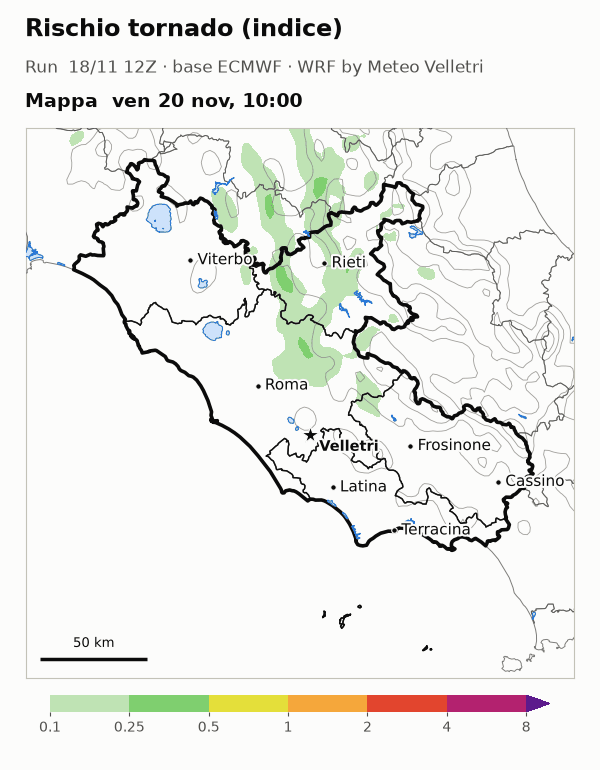 Rischio tornado (indice)
Run  18/11 12Z · base ECMWF · WRF by Meteo Velletri
Mappa  ven 20 nov, 10:00
Viterbo
Rieti
Roma
Velletri
Frosinone
Latina
Cassino
Terracina
50 km
0.1
0.25
0.5
1
2
4
8